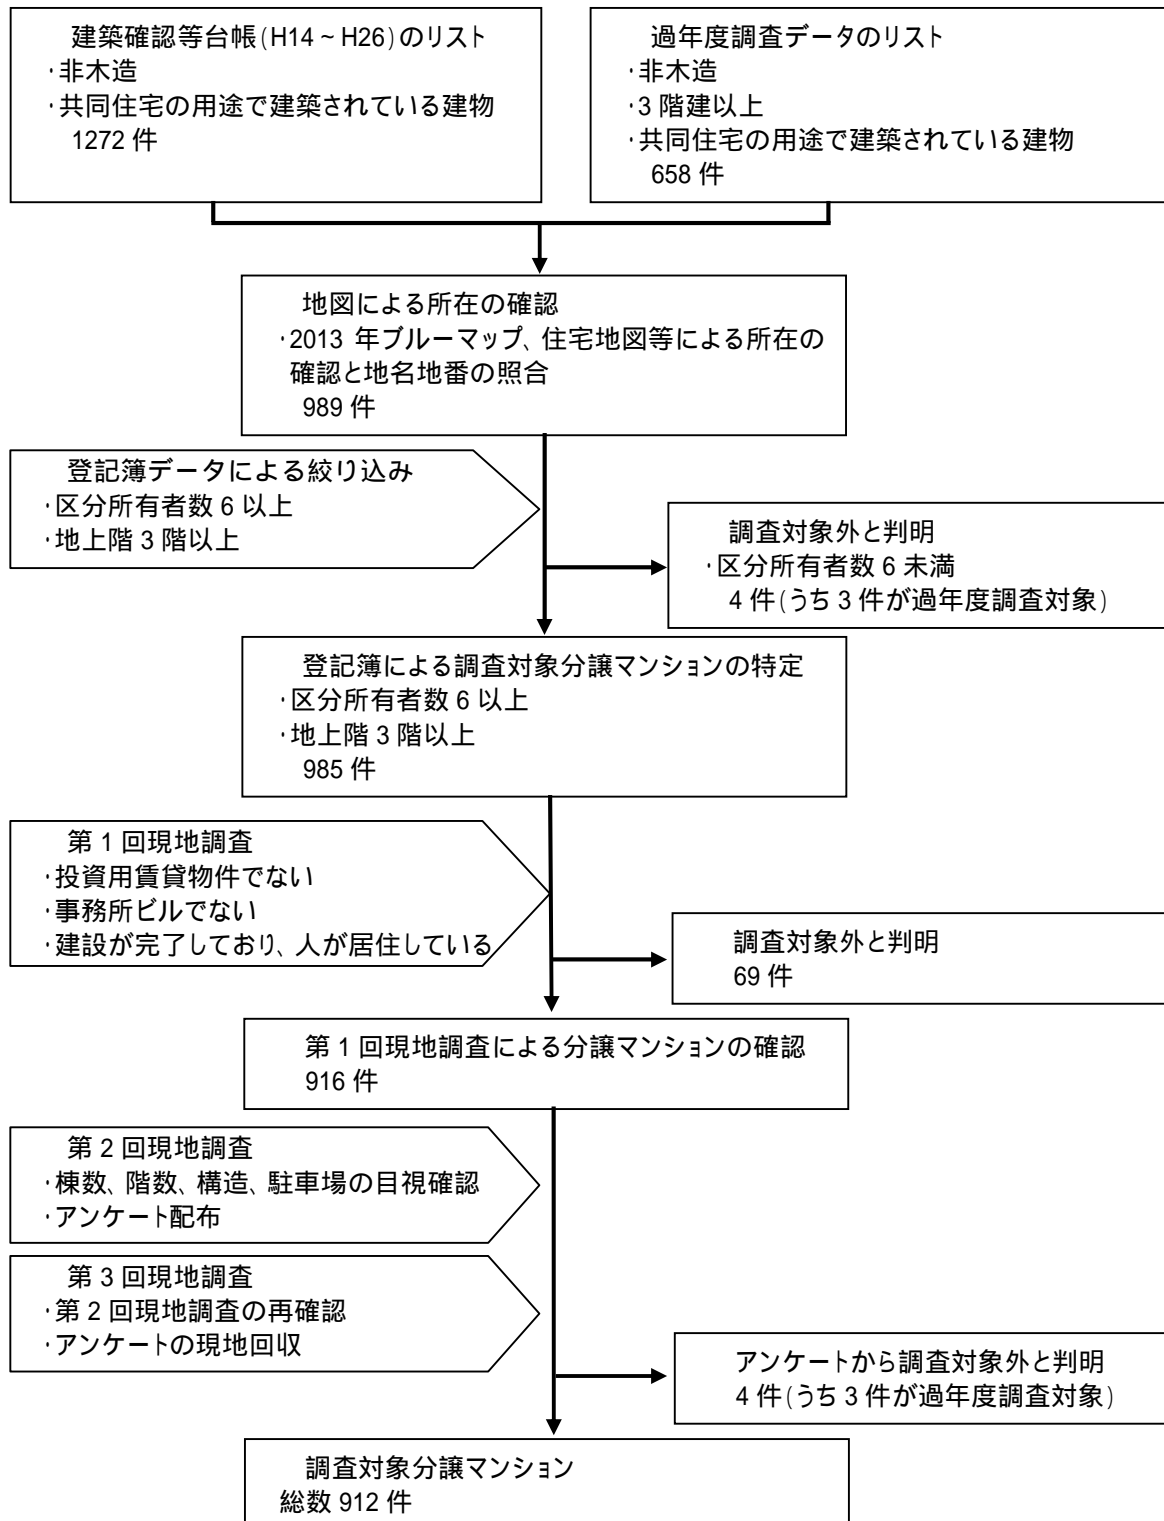 建築確認等台帳(H14~H26)のリスト
・非木造
・共同住宅の用途で建築されている建物
1272 件
過年度調査データのリスト
・非木造
・3 階建以上
・共同住宅の用途で建築されている建物
658 件
地図による所在の確認
・2013 年ブルーマップ、住宅地図等による所在の
確認と地名地番の照合
989 件
登記簿データによる絞り込み
・区分所有者数 6 以上
・地上階 3 階以上
調査対象外と判明
・区分所有者数 6 未満
4 件(うち 3 件が過年度調査対象)
登記簿による調査対象分譲マンションの特定
・区分所有者数 6 以上
・地上階 3 階以上
985 件
第 1 回現地調査
・投資用賃貸物件でない
・事務所ビルでない
・建設が完了しており、人が居住している
調査対象外と判明
69 件
第 1 回現地調査による分譲マンションの確認
916 件
第 2 回現地調査
・棟数、階数、構造、駐車場の目視確認
・アンケート配布
第 3 回現地調査
・第 2 回現地調査の再確認
・アンケートの現地回収
アンケートから調査対象外と判明
4 件(うち 3 件が過年度調査対象)
調査対象分譲マンション
総数 912 件